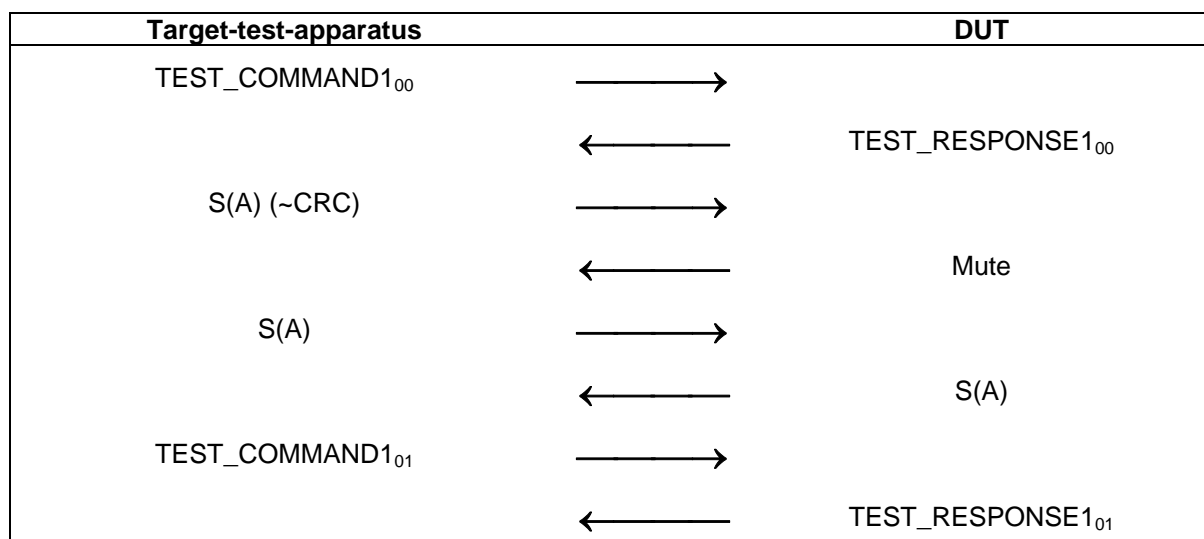 Target-test-apparatus DUT
TEST_COMMAND1₀₀
TEST_RESPONSE1₀₀
S(A) (~CRC)
Mute
S(A)
S(A)
TEST_COMMAND1₀₁
TEST_RESPONSE1₀₁